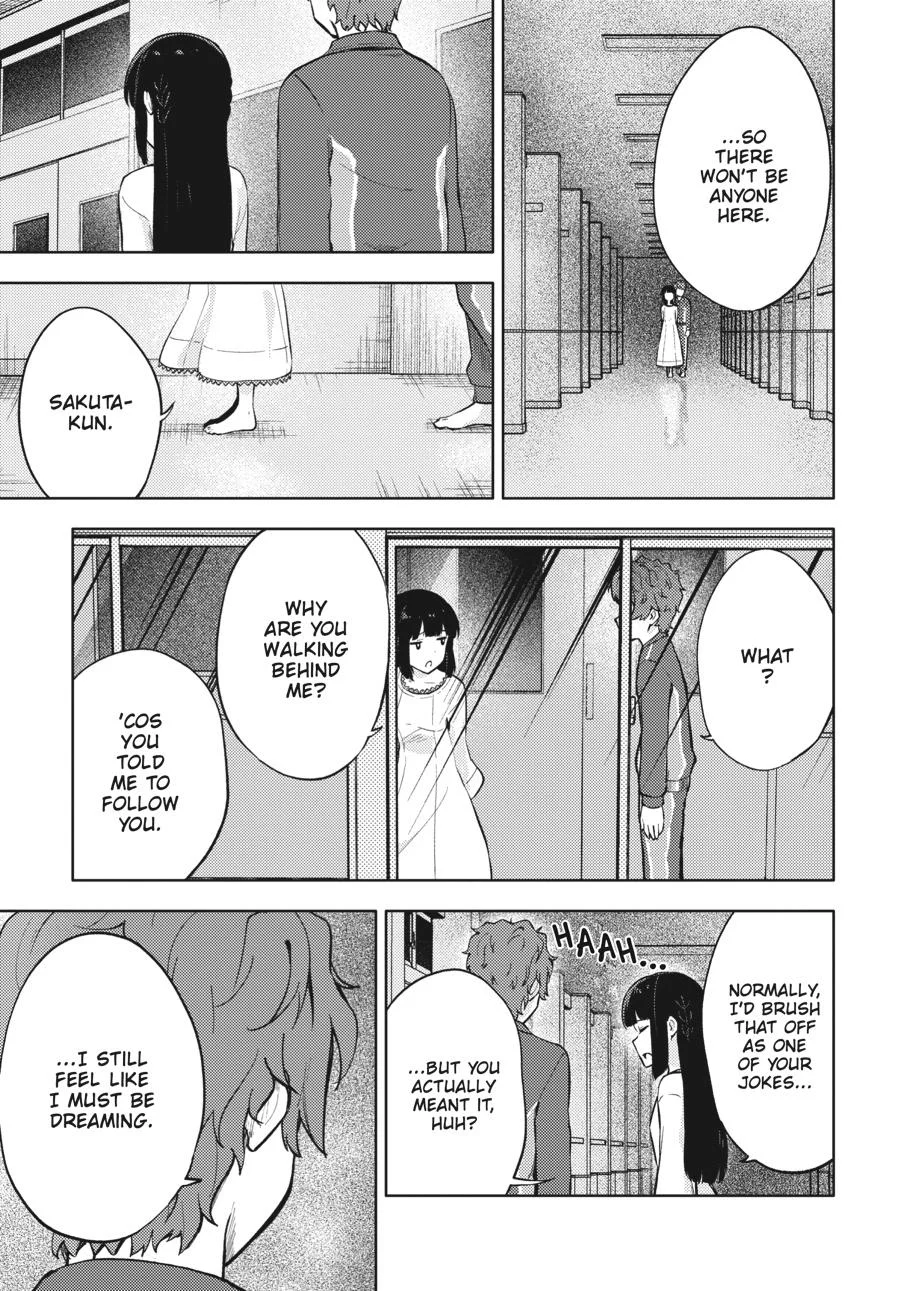 ...SO
THERE
WON'T BE
ANYONE
HERE.
SAKUTA-
KUN.
WHAT
?
WHY
ARE YOU
WALKING
BEHIND
ME?
'COS
YOU
TOLD
ME TO
FOLLOW
YOU.
NORMALLY,
I'D BRUSH
THAT OFF
AS ONE
OF YOUR
JOKES...
HAAH...
...BUT YOU
ACTUALLY
MEANT IT,
HUH?
...I STILL
FEEL LIKE
I MUST BE
DREAMING.